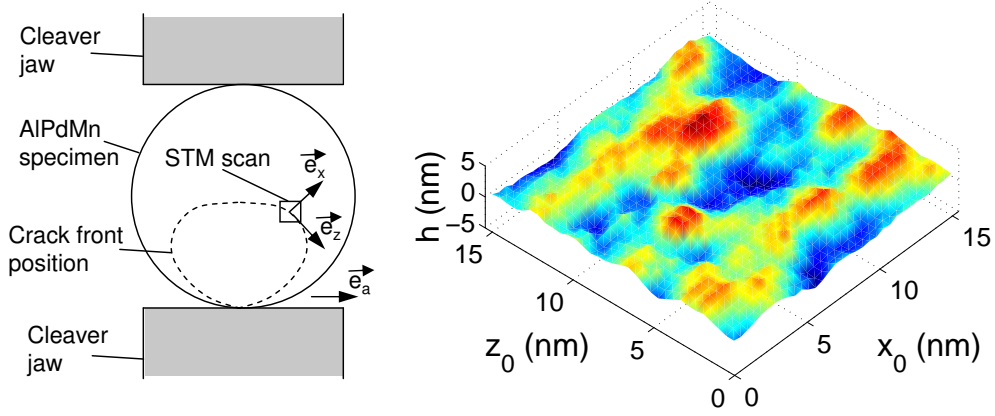 Cleaver
jaw
AlPdMn
specimen
STM scan
e_x
e_z
Crack front
position
e_a
Cleaver
jaw
h (nm)
5
0
−5
15
10
5
0
z_0 (nm)
0
5
10
15
x_0 (nm)